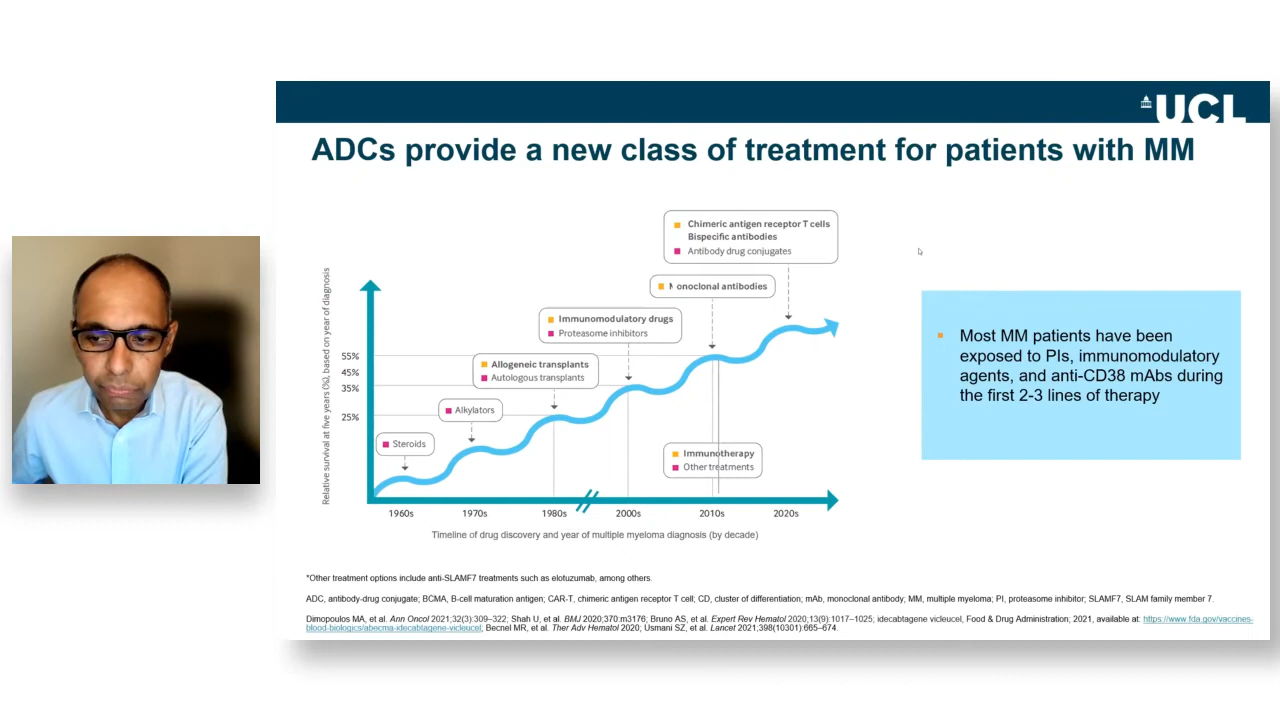 UCL
ADCs provide a new class of treatment for patients with MM
Chimeric antigen receptor T cells
Bispecific antibodies
Antibody drug conjugates
Monoclonal antibodies
Immunomodulatory drugs
Proteasome inhibitors
Allogeneic transplants
Autologous transplants
Alkylators
Steroids
Immunotherapy
Other treatments
Relative survival at five years (%), based on year of diagnosis
55%
45%
35%
25%
1960s 1970s 1980s 2000s 2010s 2020s
Timeline of drug discovery and year of multiple myeloma diagnosis (by decade)
Most MM patients have been
exposed to PIs, immunomodulatory
agents, and anti-CD38 mAbs during
the first 2-3 lines of therapy
*Other treatment options include anti-SLAMF7 treatments such as elotuzumab, among others.
ADC, antibody-drug conjugate; BCMA, B-cell maturation antigen; CAR-T, chimeric antigen receptor T cell; CD, cluster of differentiation; mAb, monoclonal antibody; MM, multiple myeloma; PI, proteasome inhibitor; SLAMF7, SLAM family member 7.
Dimopoulos MA, et al. Ann Oncol 2021;32(3):309–322; Shah U, et al. BMJ 2020;370.m3176; Bruno AS, et al. Expert Rev Hematol 2020;13(9):1017–1025; idecabtagene vicleucel, Food & Drug Administration; 2021, available at: https://www.fda.gov/vaccines-
blood-biologics/abecma-idecabtagene-vicleucel; Becnel MR, et al. Ther Adv Hematol 2020; Usmani SZ, et al. Lancet 2021;398(10301):665–674.